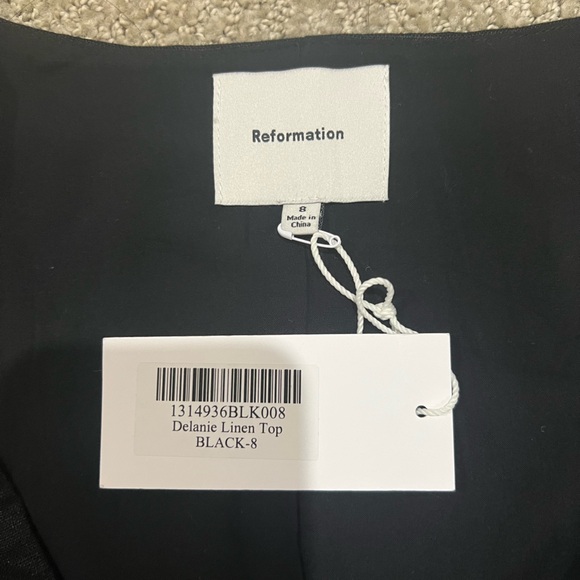 Reformation
8
Made in
China
1314936BLK008
Delanie Linen Top
BLACK-8